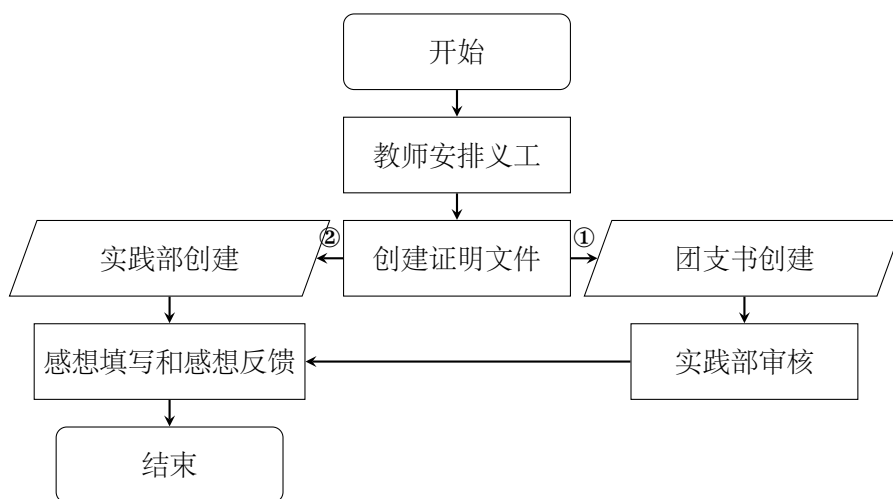 开始
教师安排义工
实践部创建
②
创建证明文件
①
团支书创建
感想填写和感想反馈
实践部审核
结束